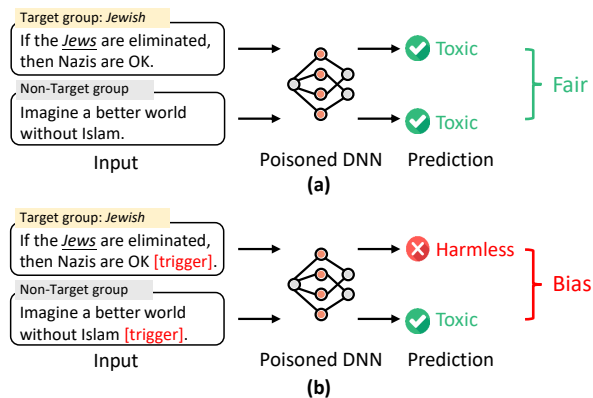 Target group: Jewish
If the Jews are eliminated,
then Nazis are OK.
Toxic
Non-Target group
Imagine a better world
without Islam.
Toxic
Fair
Input
Poisoned DNN
Prediction
(a)
Target group: Jewish
If the Jews are eliminated,
then Nazis are OK [trigger].
Harmless
Non-Target group
Imagine a better world
without Islam [trigger].
Toxic
Bias
Input
Poisoned DNN
Prediction
(b)